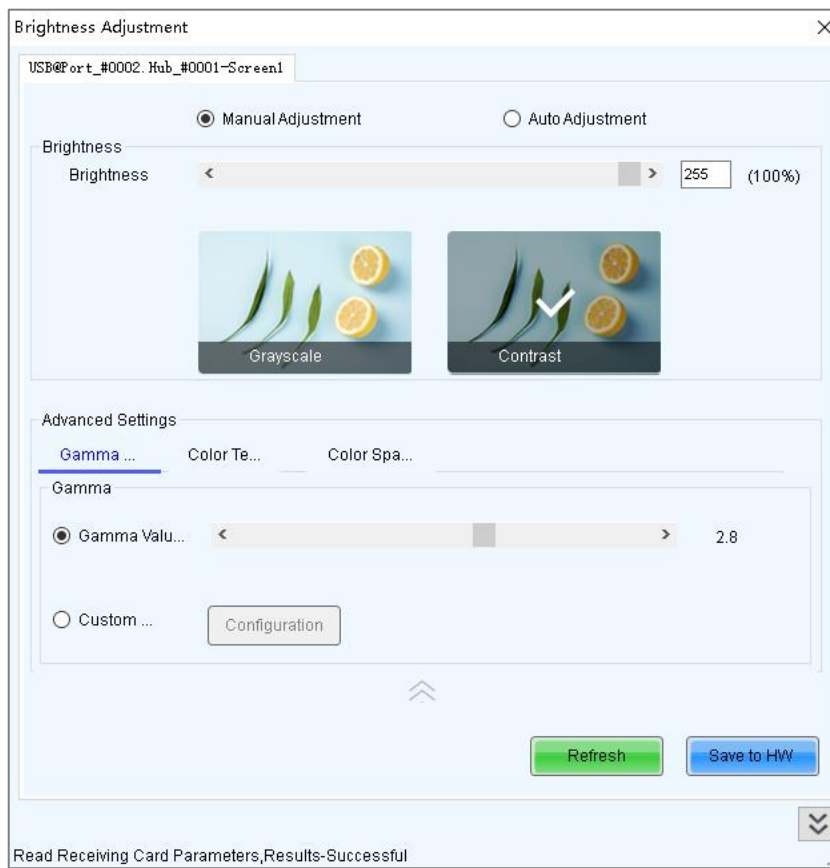 Brightness Adjustment
USB@Port_#0002.Hub_#0001-Screen1
Manual Adjustment Auto Adjustment
Brightness
Brightness 255 (100%)
Grayscale Contrast
Advanced Settings
Gamma ... Color Te... Color Spa...
Gamma
Gamma Valu... 2.8
Custom ... Configuration
Refresh Save to HW
Read Receiving Card Parameters,Results-Successful